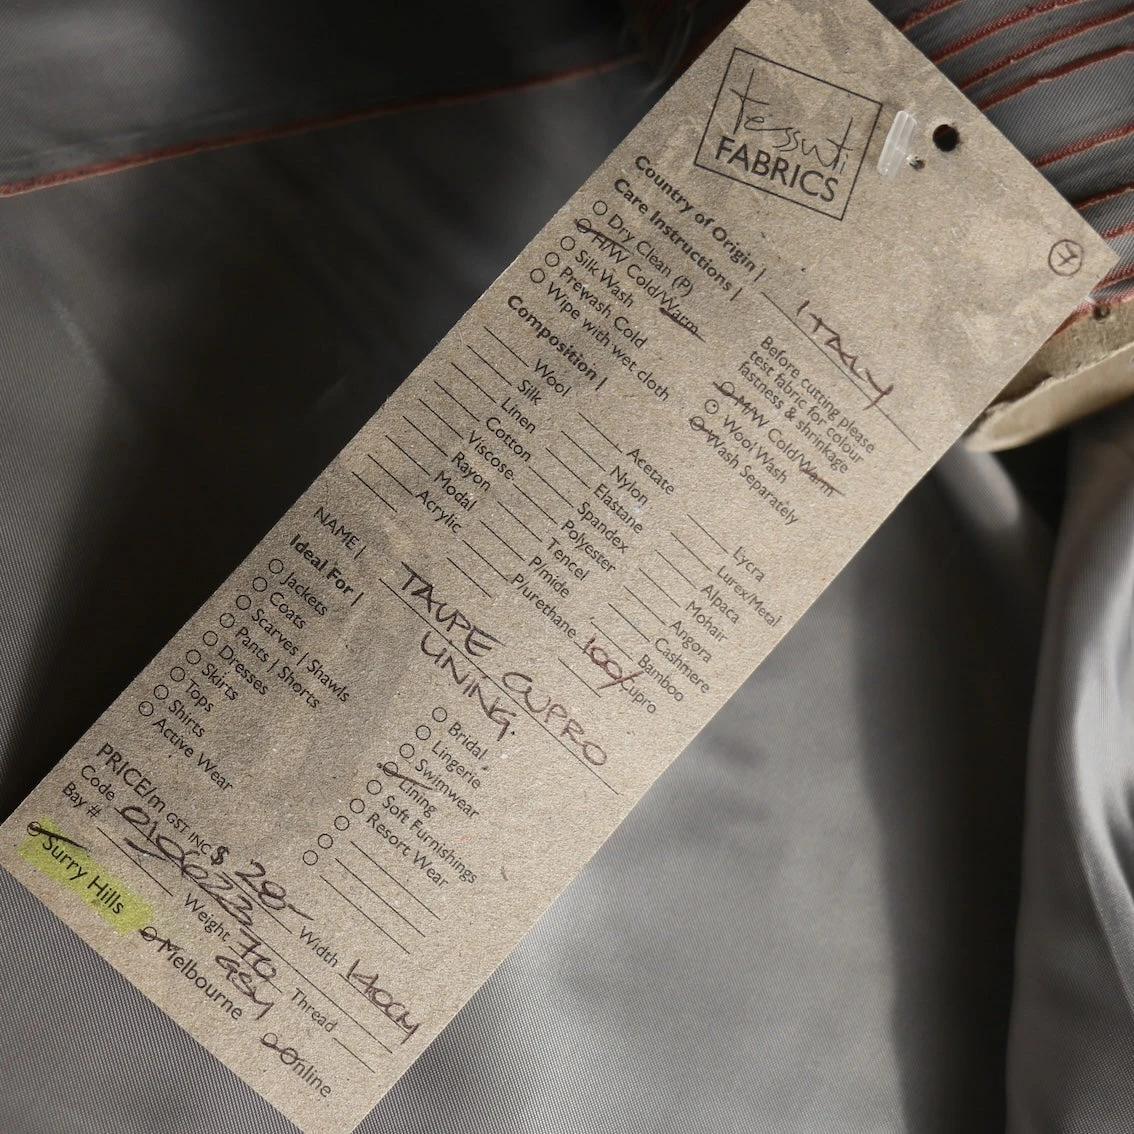 tessuti
FABRICS
7
Country of Origin | ITALY
Care Instructions |
Dry Clean (P)
H/W Cold/Warm
Silk Wash
Prewash Cold
Wipe with wet cloth
Before cutting please
test fabric for colour
fastness & shrinkage
M/W Cold/Warm
Wool Wash
Wash Separately
Composition |
Wool
Silk
Linen
Cotton
Viscose
Rayon
Modal
Acrylic
Acetate
Nylon
Elastane
Spandex
Polyester
Tencel
P/mide
Purethane
Lycra
Lurex/Metal
Alpaca
Mohair
Angora
Cashmere
Bamboo
100% Cupro
NAME | TAUPE CUPRO
LINING
Ideal For |
Jackets
Coats
Scarves | Shawls
Pants | Shorts
Dresses
Skirts
Tops
Shirts
Active Wear
Bridal
Lingerie
Swimwear
Lining
Soft Furnishings
Resort Wear
PRICE/m GST INC $ 28- Width 140CM
Code Weight 70 Thread
GSM
Bay #
Surry Hills Melbourne Online